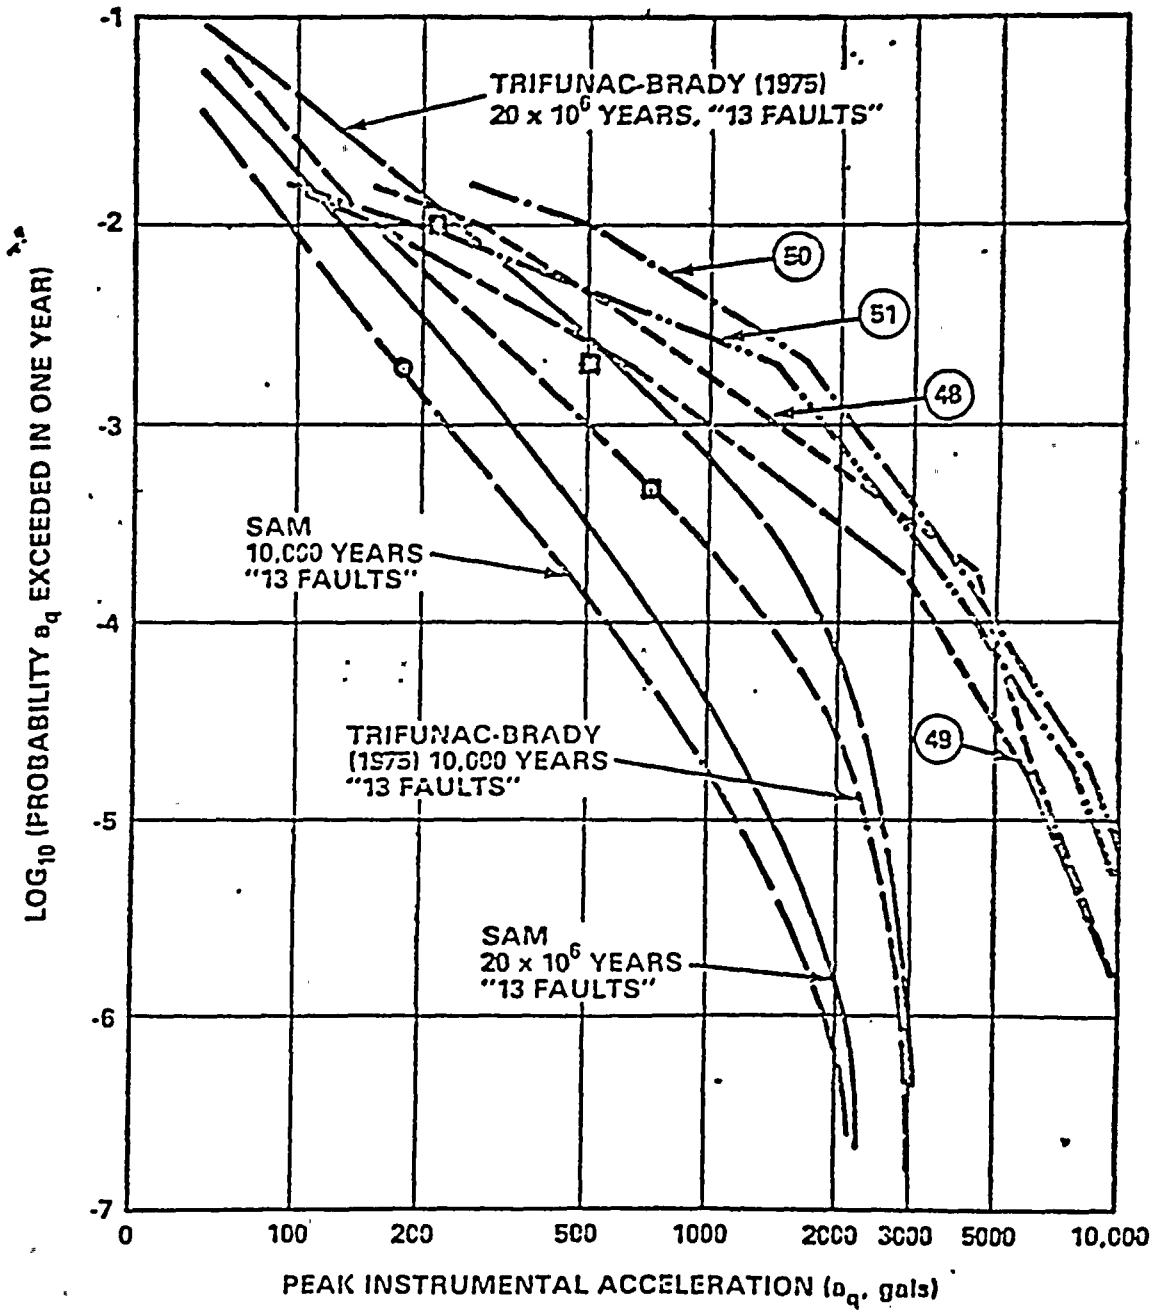 -1
TRIFUNAC-BRADY (1975)
20 x 10⁶ YEARS, "13 FAULTS"
-2
50
51
48
-3
SAM
10,000 YEARS
"13 FAULTS"
-4
TRIFUNAC-BRADY
(1975) 10,000 YEARS
"13 FAULTS"
49
-5
SAM
20 x 10⁶ YEARS
"13 FAULTS"
-6
-7
0 100 200 500 1000 2000 3000 5000 10,000
PEAK INSTRUMENTAL ACCELERATION (a_q, gals)
LOG₁₀ (PROBABILITY a_q EXCEEDED IN ONE YEAR)